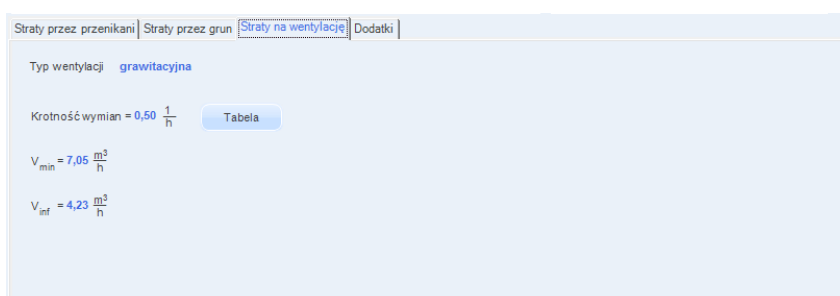 Straty przez przenikani Straty przez grun Straty na wentylację Dodatki
Typ wentylacji grawitacyjna
Krotność wymian = 0,50 1/h Tabela
Vmin = 7,05 m³/h
Vinf = 4,23 m³/h